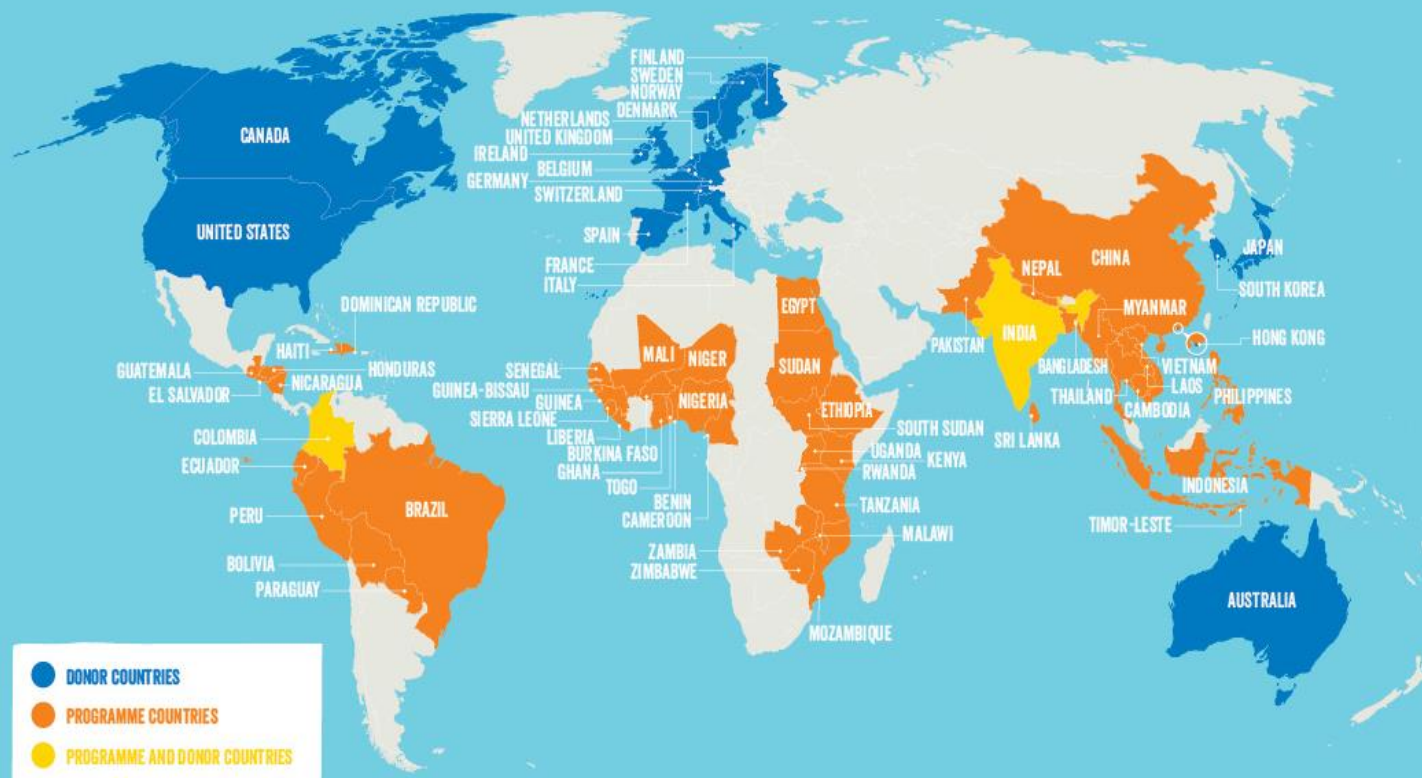 CANADA
UNITED STATES
FINLAND
SWEDEN
NORWAY
DENMARK
NETHERLANDS
UNITED KINGDOM
IRELAND
BELGIUM
GERMANY
SWITZERLAND
SPAIN
FRANCE
ITALY
DOMINICAN REPUBLIC
HAITI
GUATEMALA
HONDURAS
EL SALVADOR
NICARAGUA
COLOMBIA
ECUADOR
PERU
BRAZIL
BOLIVIA
PARAGUAY
SENEGAL
MALI
NIGER
GUINEA-BISSAU
GUINEA
NIGERIA
SIERRA LEONE
LIBERIA
BURKINA FASO
GHANA
TOGO
BENIN
CAMEROON
EGYPT
SUDAN
ETHIOPIA
SOUTH SUDAN
UGANDA
KENYA
RWANDA
TANZANIA
MALAWI
ZAMBIA
ZIMBABWE
MOZAMBIQUE
CHINA
NEPAL
JAPAN
SOUTH KOREA
MYANMAR
INDIA
HONG KONG
PAKISTAN
BANGLADESH
VIETNAM
THAILAND
LAOS
PHILIPPINES
CAMBODIA
SRI LANKA
INDONESIA
TIMOR-LESTE
AUSTRALIA
DONOR COUNTRIES
PROGRAMME COUNTRIES
PROGRAMME AND DONOR COUNTRIES